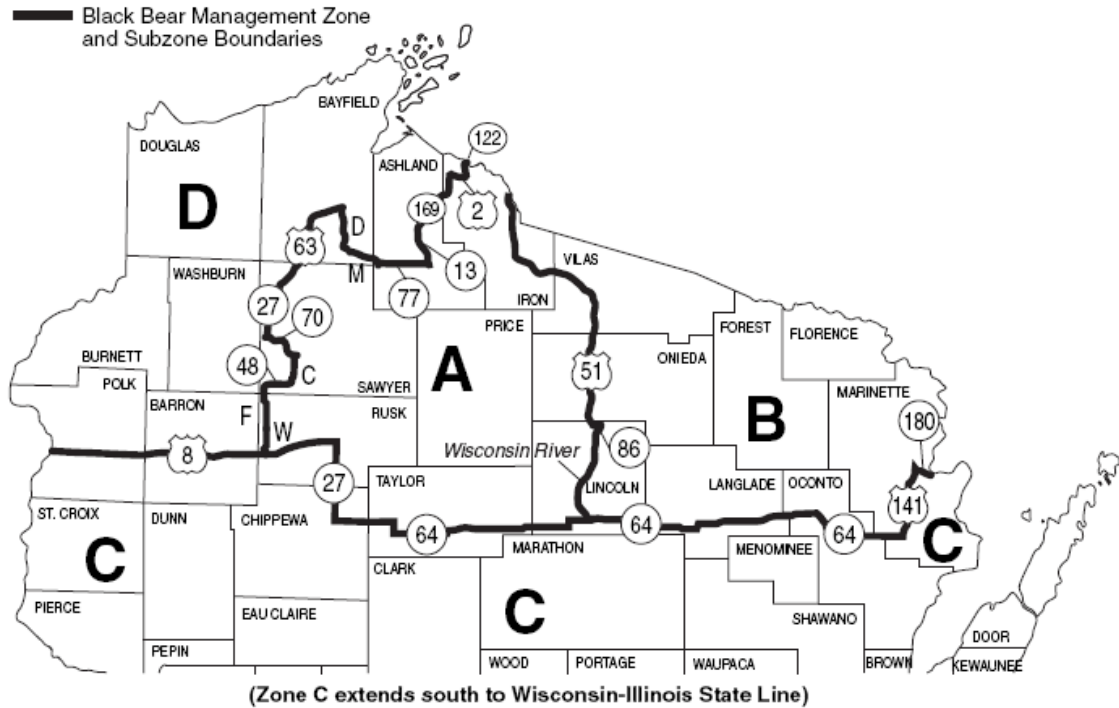 Black Bear Management Zone
and Subzone Boundaries
BAYFIELD
DOUGLAS
122
ASHLAND
D
169
2
D
63
M
13
VILAS
WASHBURN
77
27
70
IRON
PRICE
FOREST
FLORENCE
BURNETT
48
C
A
51
ONIEDA
POLK
SAWYER
MARINETTE
BARRON
F
RUSK
B
180
W
Wisconsin River
86
8
27
TAYLOR
LINCOLN
LANGLADE
OCONTO
141
ST. CROIX
DUNN
CHIPPEWA
64
64
64
C
MARATHON
MENOMINEE
C
CLARK
C
PIERCE
EAU CLAIRE
SHAWANO
DOOR
PEPIN
WOOD
PORTAGE
WAUPACA
BROWN
KEWAUNEE
(Zone C extends south to Wisconsin-Illinois State Line)